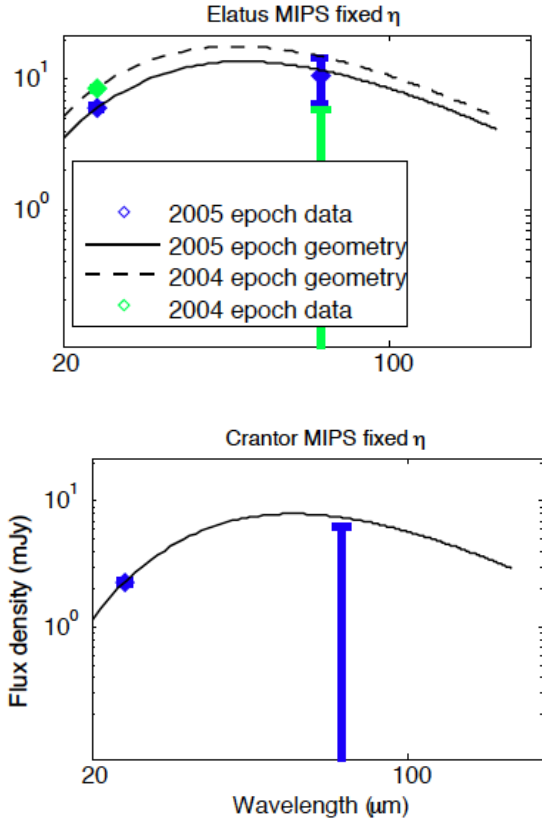 Elatus MIPS fixed η
10¹
10⁰
2005 epoch data
2005 epoch geometry
2004 epoch geometry
2004 epoch data
20
100
Crantor MIPS fixed η
Flux density (mJy)
10¹
10⁰
20
100
Wavelength (μm)